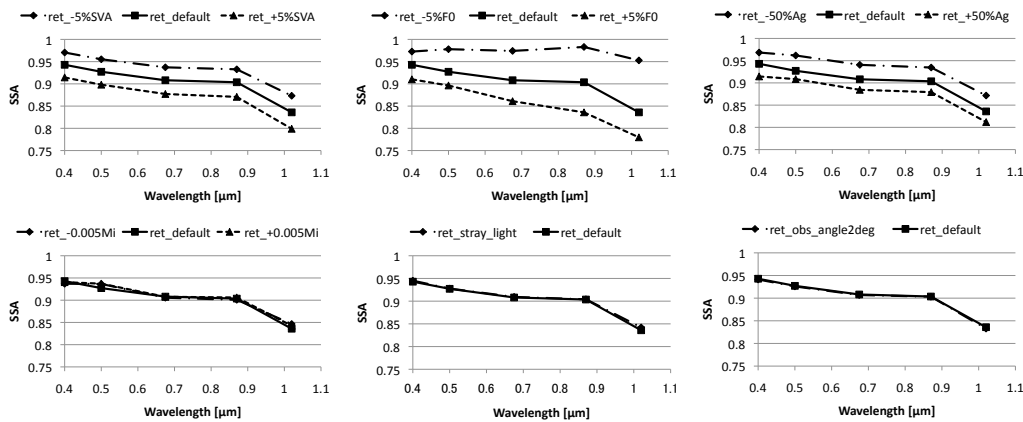 ret_-5%SVA ret_default ret_+5%SVA
1
0.95
0.9
0.85
0.8
0.75
SSA
0.4 0.5 0.6 0.7 0.8 0.9 1 1.1
Wavelength [µm]
ret_-5%F0 ret_default ret_+5%F0
1
0.95
0.9
0.85
0.8
0.75
SSA
0.4 0.5 0.6 0.7 0.8 0.9 1 1.1
Wavelength [µm]
ret_-50%Ag ret_default ret_+50%Ag
1
0.95
0.9
0.85
0.8
0.75
SSA
0.4 0.5 0.6 0.7 0.8 0.9 1 1.1
Wavelength [µm]
ret_-0.005Mi ret_default ret_+0.005Mi
1
0.95
0.9
0.85
0.8
0.75
SSA
0.4 0.5 0.6 0.7 0.8 0.9 1 1.1
Wavelength [µm]
ret_stray_light ret_default
1
0.95
0.9
0.85
0.8
0.75
SSA
0.4 0.5 0.6 0.7 0.8 0.9 1 1.1
Wavelength [µm]
ret_obs_angle2deg ret_default
1
0.95
0.9
0.85
0.8
0.75
SSA
0.4 0.5 0.6 0.7 0.8 0.9 1 1.1
Wavelength [µm]